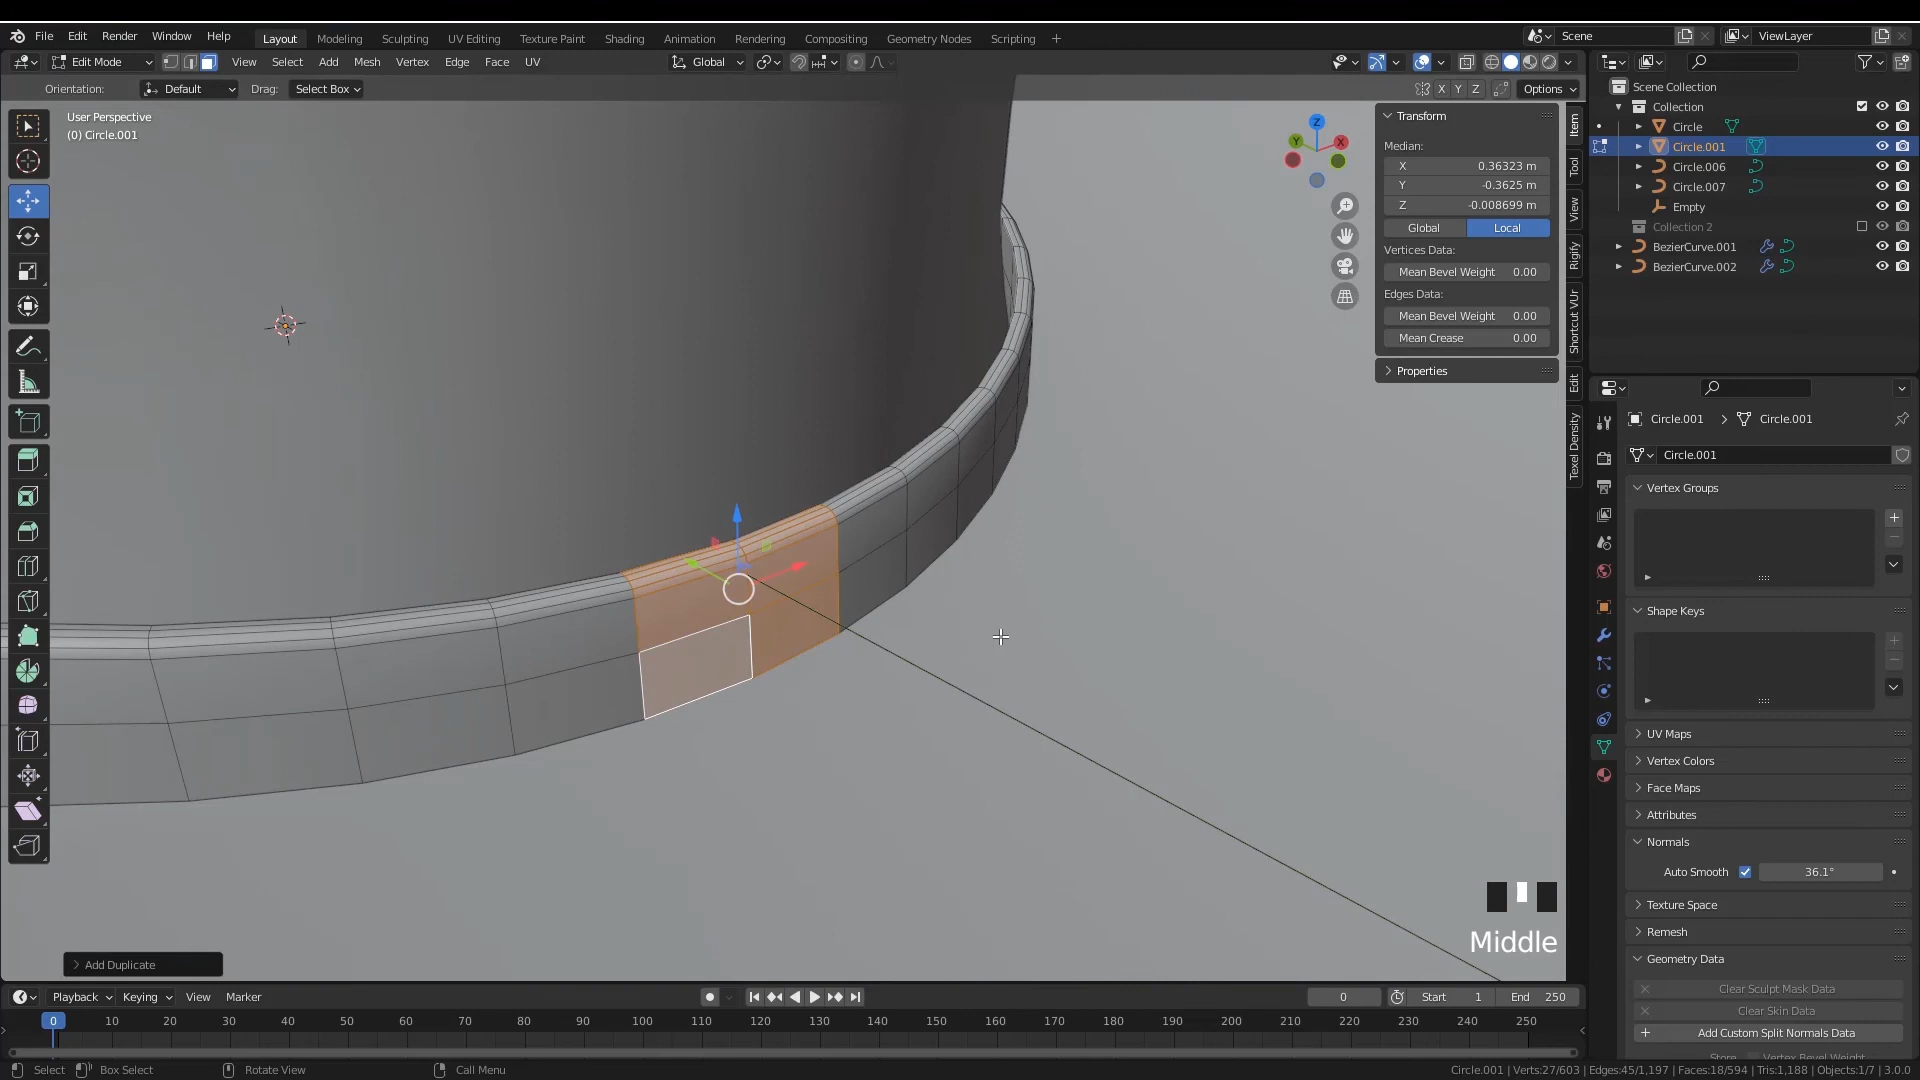 File Edit Render Window Help Layout Modeling Sculpting UV Editing Texture Paint Shading Animation Rendering Compositing Geometry Nodes Scripting + Scene ViewLayer
Edit Mode View Select Add Mesh Vertex Edge Face UV Global
Orientation: Default Drag: Select Box X Y Z Options
User Perspective
(0) Circle.001
Z
Y
X
Transform
Median:
X 0.36323 m
Y -0.3625 m
Z -0.008699 m
Global Local
Vertices Data:
Mean Bevel Weight 0.00
Edges Data:
Mean Bevel Weight 0.00
Mean Crease 0.00
Properties
Item
Tool
View
Rigify
Shortcut VUr
Edit
Texel Density
Scene Collection
Collection
Circle
Circle.001
Circle.006
Circle.007
Empty
Collection 2
BezierCurve.001
BezierCurve.002
Circle.001 Circle.001
Circle.001
Vertex Groups
Shape Keys
UV Maps
Vertex Colors
Face Maps
Attributes
Normals
Auto Smooth 36.1°
Texture Space
Remesh
Geometry Data
Clear Sculpt Mask Data
Clear Skin Data
Add Custom Split Normals Data
Store Vertex Bevel Weight
Middle
Add Duplicate
Playback Keying View Marker 0 Start 1 End 250
0 10 20 30 40 50 60 70 80 90 100 110 120 130 140 150 160 170 180 190 200 210 220 230 240 250
Select Box Select Rotate View Call Menu Circle.001 | Verts:27/603 | Edges:45/1,197 | Faces:18/594 | Tris:1,188 | Objects:1/7 | 3.0.0